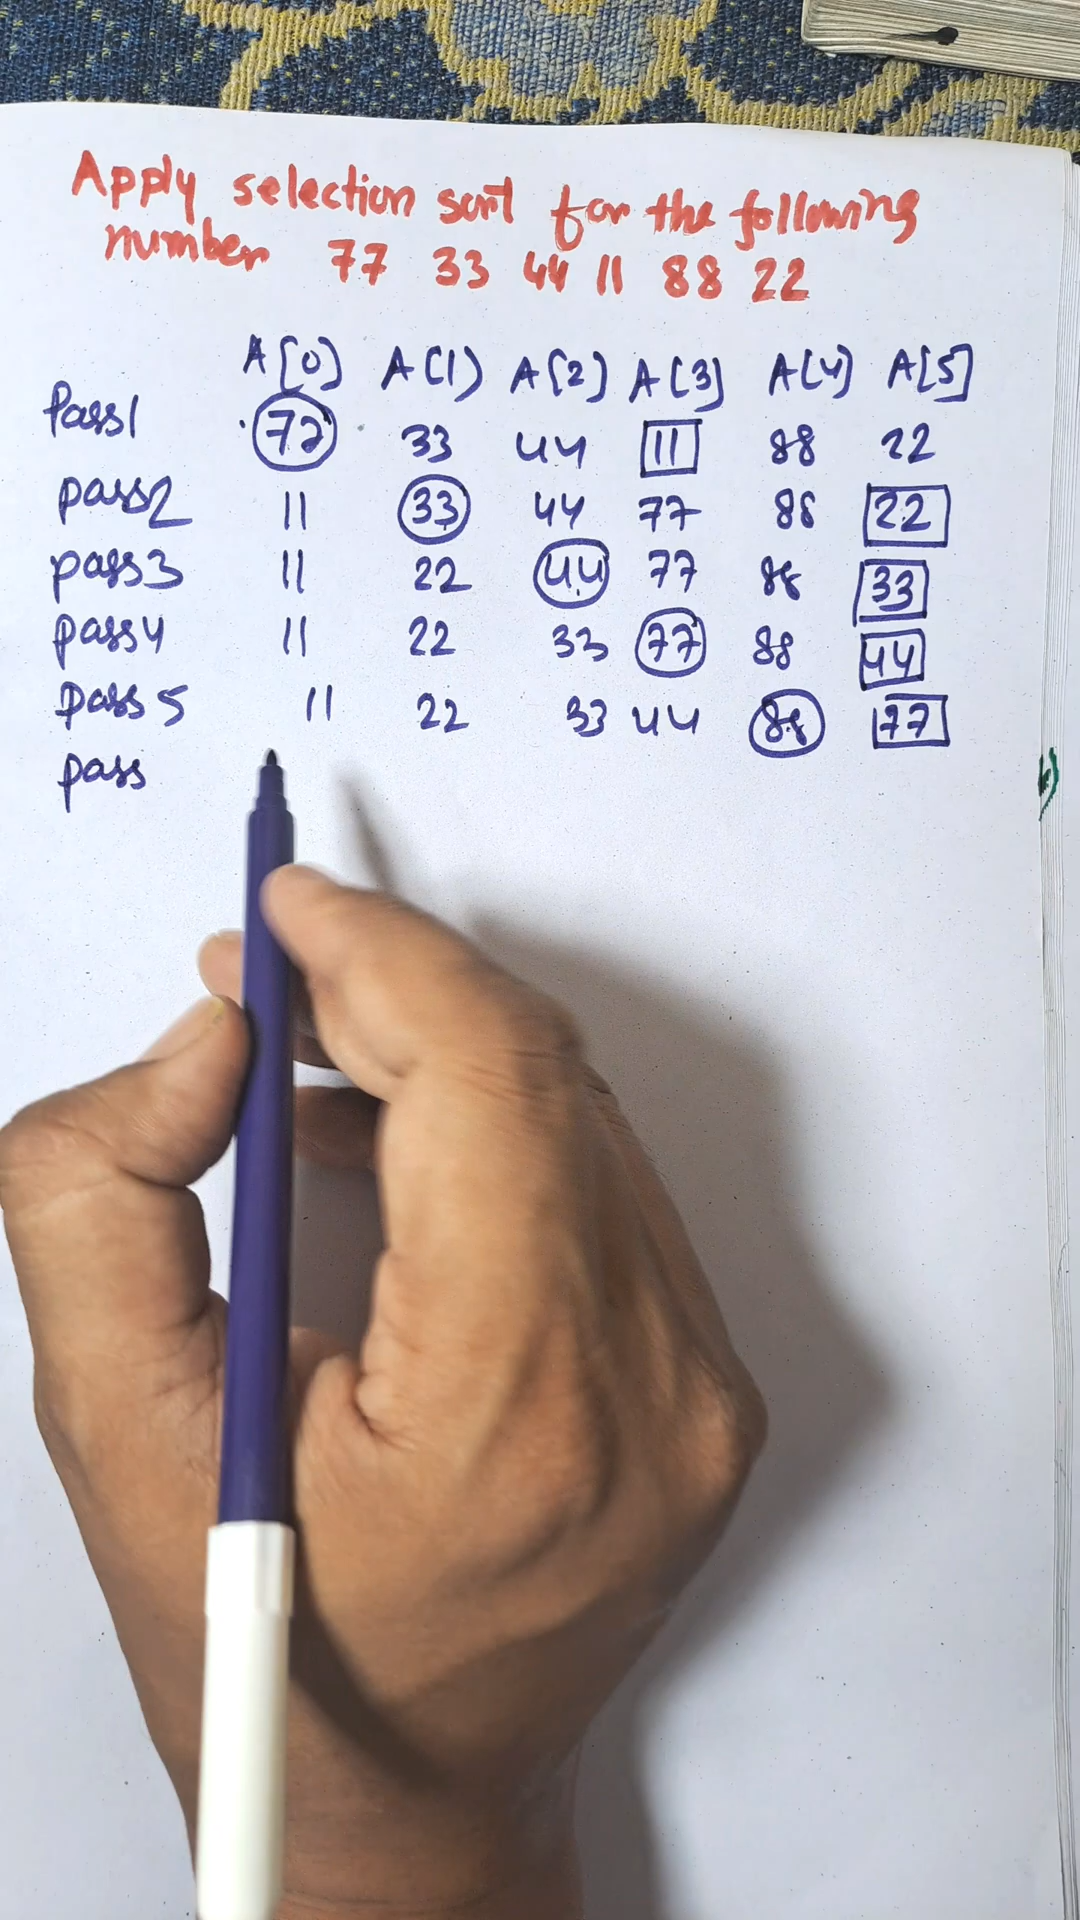 Apply selection sort for the following
number 77 33 44 11 88 22
A[0] A[1] A[2] A[3] A[4] A[5]
Pass1 77 33 44 11 88 22
pass2 11 33 44 77 88 22
pass3 11 22 44 77 88 33
pass4 11 22 33 77 88 44
pass5 11 22 33 44 88 77
pass